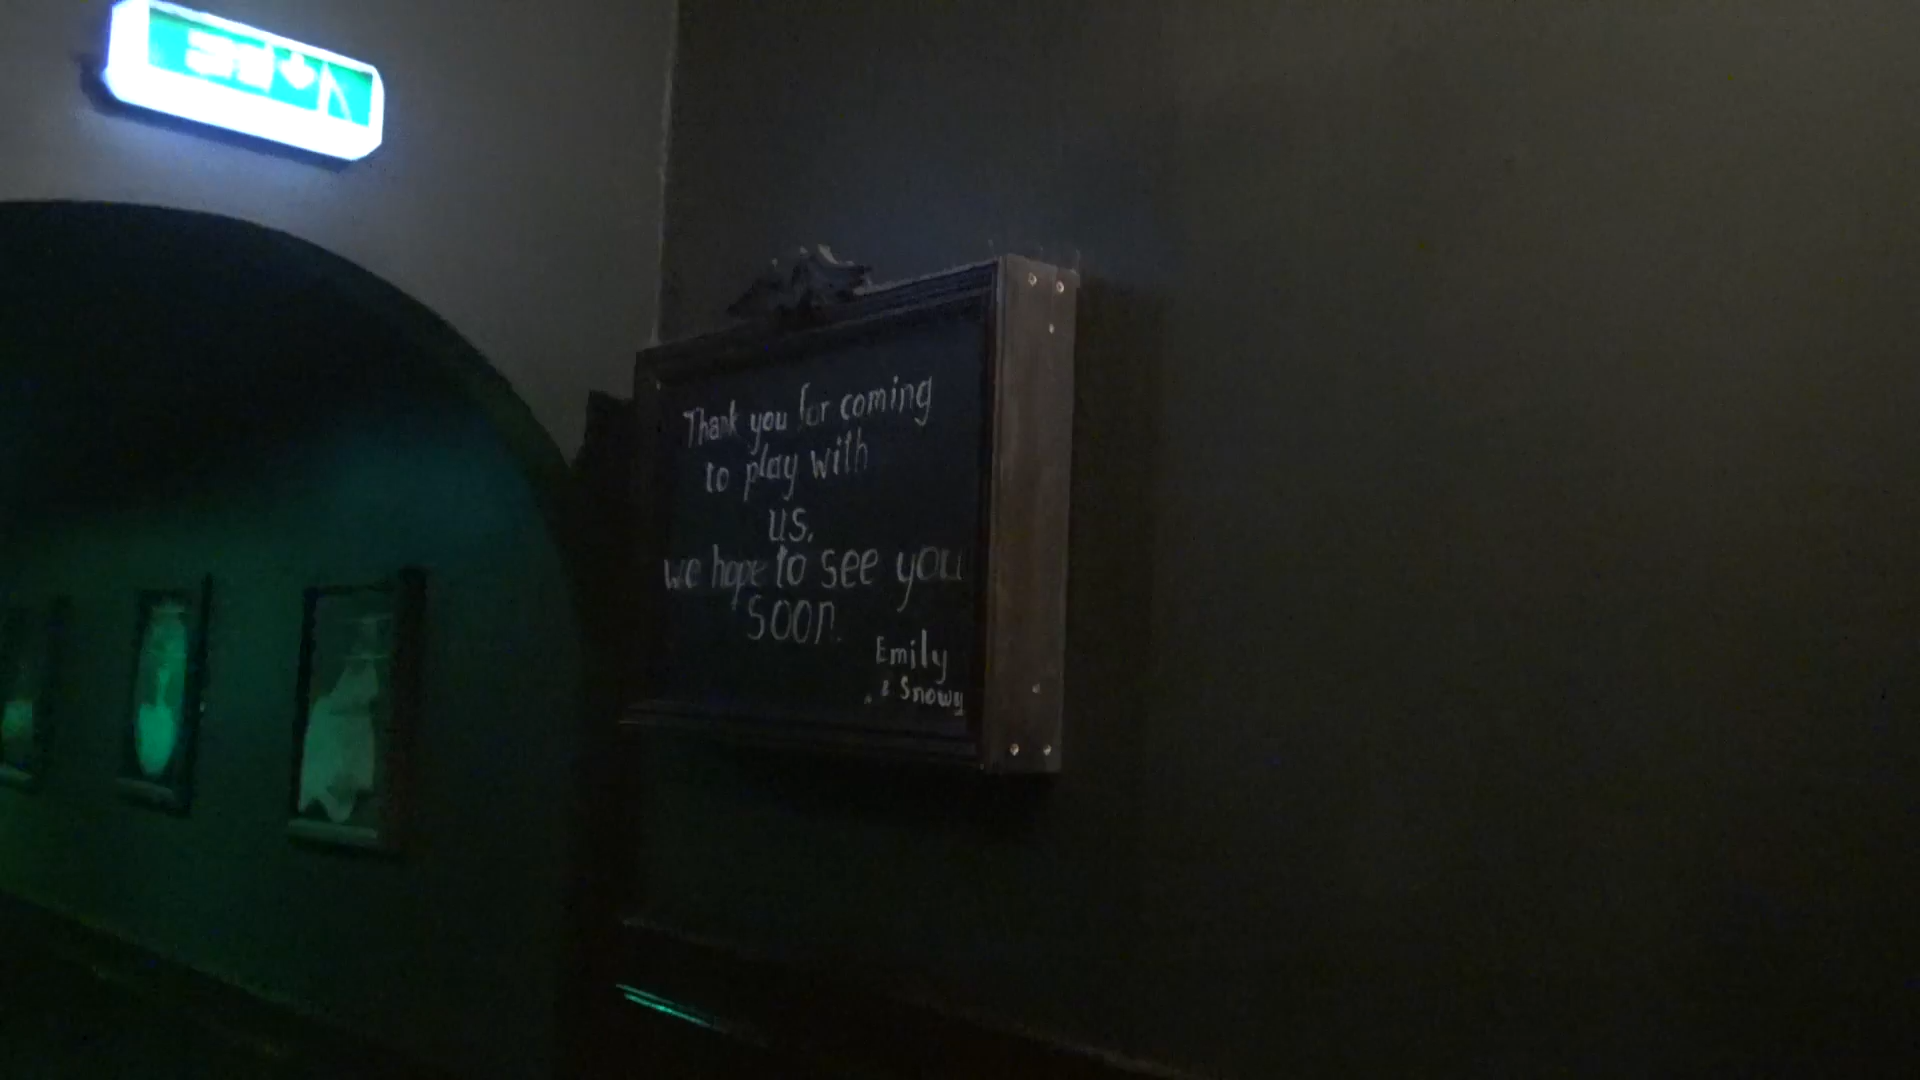 Thank you for coming
to play with
us.
we hope to see you
soon.
Emily
& Snowy